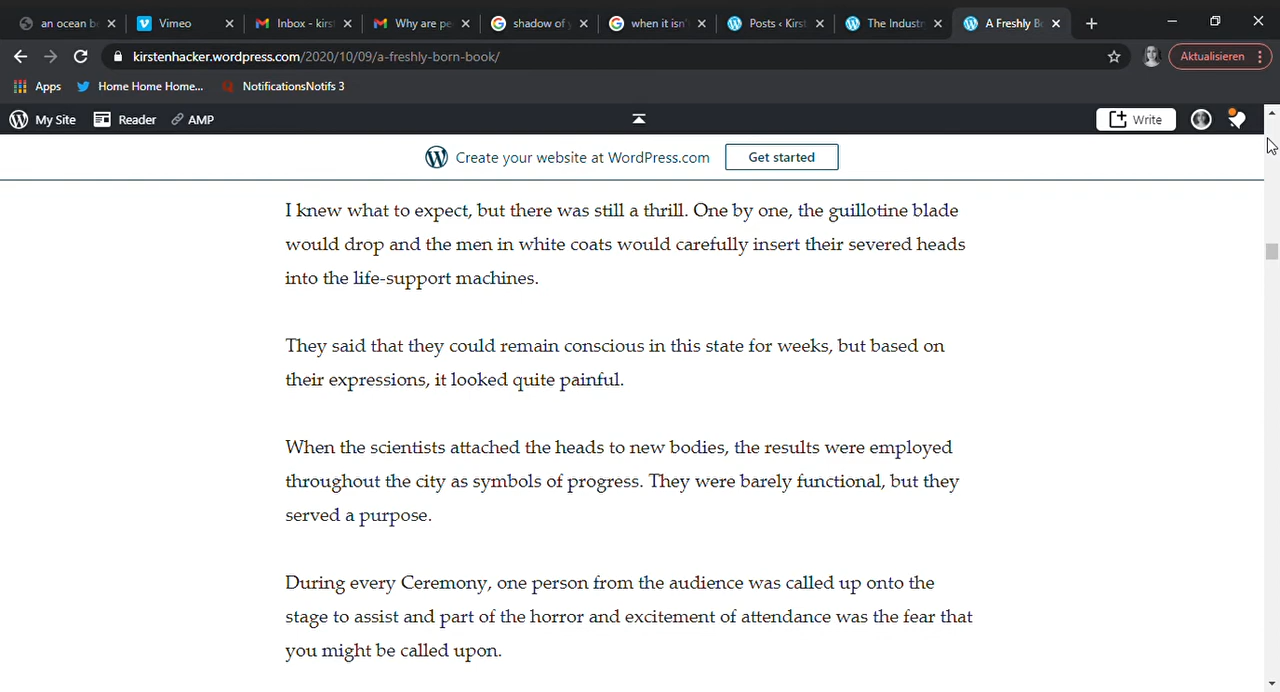 an ocean b
Vimeo
Inbox - kirst
Why are pe
shadow of
when it isn'
Posts ‹ Kirst
The Industr
A Freshly Bo
kirstenhacker.wordpress.com/2020/10/09/a-freshly-born-book/
Aktualisieren
Apps
Home Home Home...
NotificationsNotifs 3
My Site
Reader
AMP
Write
Create your website at WordPress.com
Get started
I knew what to expect, but there was still a thrill. One by one, the guillotine blade
would drop and the men in white coats would carefully insert their severed heads
into the life-support machines.
They said that they could remain conscious in this state for weeks, but based on
their expressions, it looked quite painful.
When the scientists attached the heads to new bodies, the results were employed
throughout the city as symbols of progress. They were barely functional, but they
served a purpose.
During every Ceremony, one person from the audience was called up onto the
stage to assist and part of the horror and excitement of attendance was the fear that
you might be called upon.